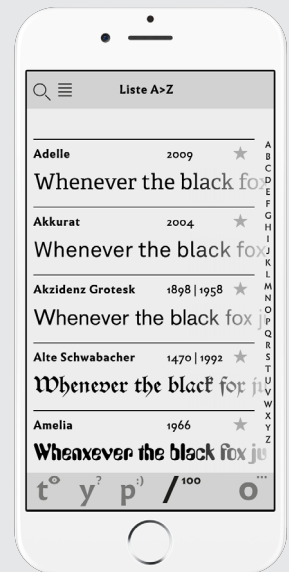 Liste A>Z
Adelle 2009
Whenever the black fox
Akkurat 2004
Whenever the black fox
Akzidenz Grotesk 1898 | 1958
Whenever the black fox j
Alte Schwabacher 1470 | 1992
Whenever the black fox ju
Amelia 1966
Whenxever the black fox ju
A
B
C
D
E
F
G
H
I
J
K
L
M
N
O
P
Q
R
S
T
U
V
W
X
Y
Z
t y? p:) /100 o...